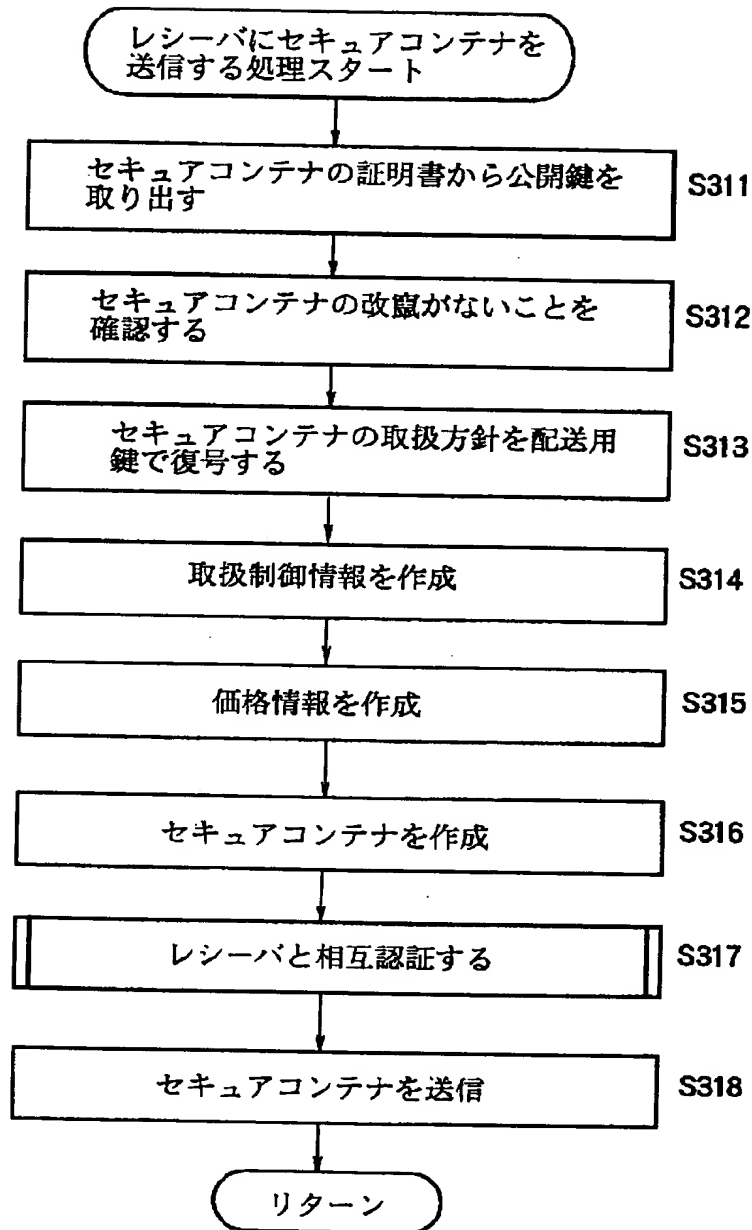 レシーバにセキュアコンテナを
送信する処理スタート
セキュアコンテナの証明書から公開鍵を
取り出す
S311
セキュアコンテナの改竄がないことを
確認する
S312
セキュアコンテナの取扱方針を配送用
鍵で復号する
S313
取扱制御情報を作成
S314
価格情報を作成
S315
セキュアコンテナを作成
S316
レシーバと相互認証する
S317
セキュアコンテナを送信
S318
リターン